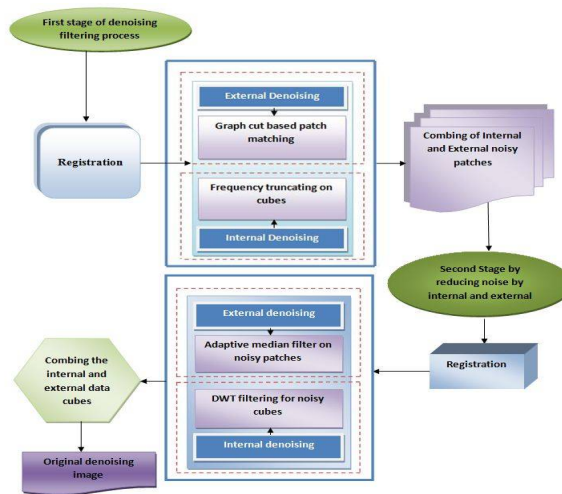 First stage of denoising
filtering process
Registration
External Denoising
Graph cut based patch
matching
Frequency truncating on
cubes
Internal Denoising
Combing of Internal
and External noisy
patches
Second Stage by
reducing noise by
internal and external
Registration
External denoising
Adaptive median filter on
noisy patches
DWT filtering for noisy
cubes
Internal denoising
Combing the
internal and
external data
cubes
Original denoising
image